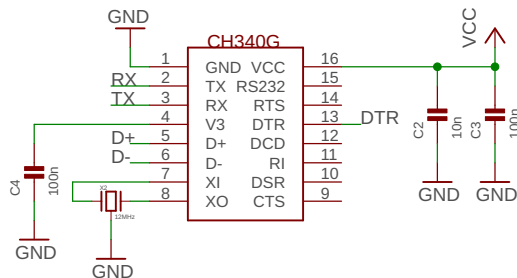 GND
CH340G
VCC
1 GND VCC 16
RX 2 TX RS232 15
TX 3 RX RTS 14
4 V3 DTR 13 DTR
D+ 5 D+ DCD 12
D- 6 D- RI 11
7 XI DSR 10
8 XO CTS 9
C2 10n
C3 100n
C4 100n
X2
12MHz
GND
GND
GND
GND